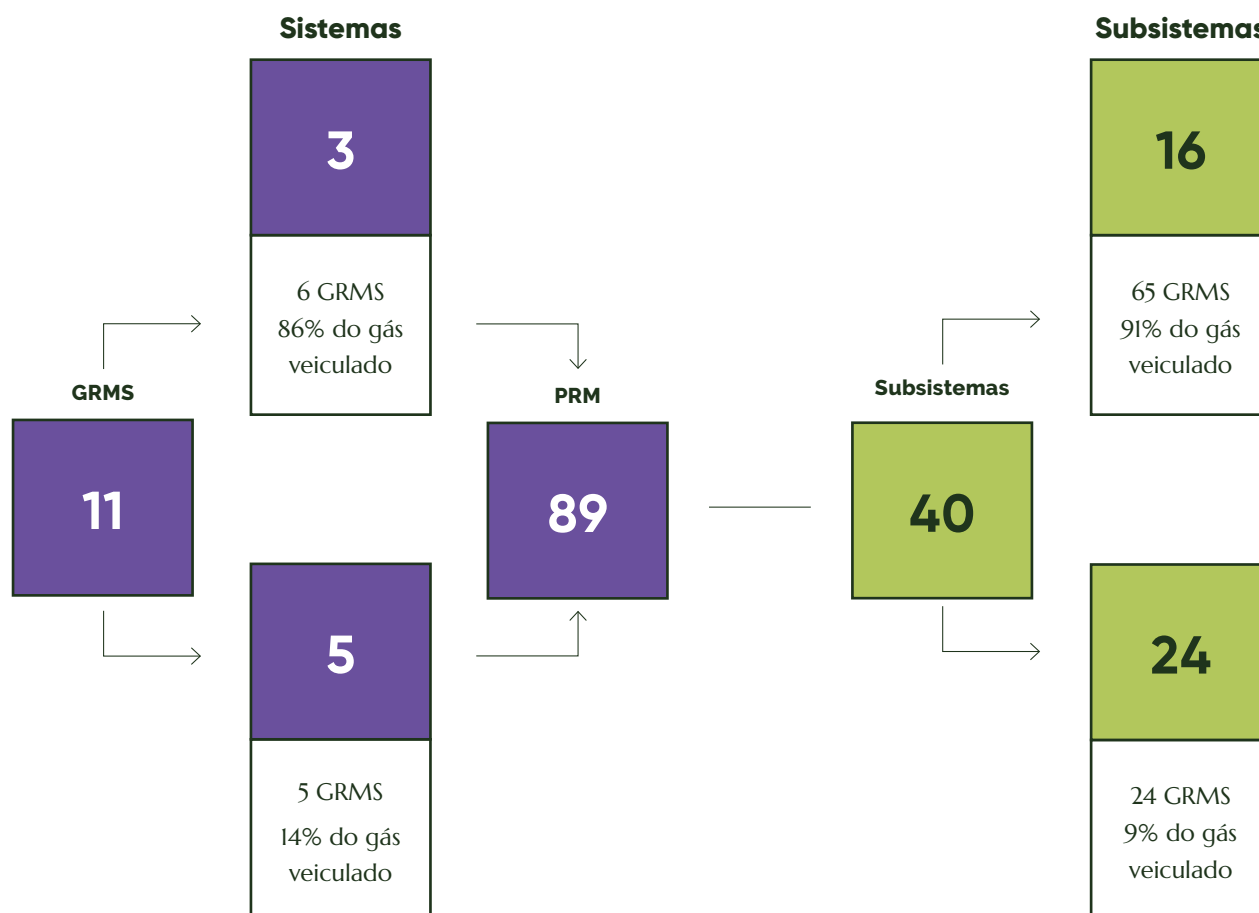 Sistemas
3
6 GRMS
86% do gás
veiculado
GRMS
11
5
5 GRMS
14% do gás
veiculado
PRM
89
Subsistemas
40
Subsistemas
16
65 GRMS
91% do gás
veiculado
24
24 GRMS
9% do gás
veiculado